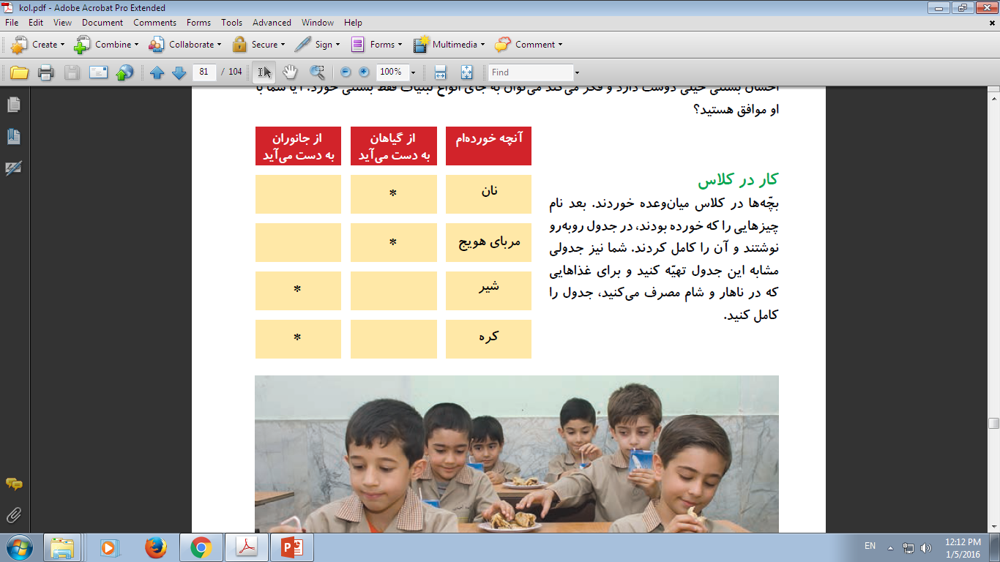 kol.pdf - Adobe Acrobat Pro Extended
File Edit View Document Comments Forms Tools Advanced Window Help
Create Combine Collaborate Secure Sign Forms Multimedia Comment
81 / 104 100% Find
احسان بستنی خیلی دوست دارد و فکر می‌کند می‌توان به جای انواع لبنیات فقط بستنی خورد. آیا شما با
او موافق هستید؟
آنچه خورده‌ام از گیاهان به دست می‌آید از جانوران به دست می‌آید
نان *
مربای هویج *
شیر *
کره *
کار در کلاس
بچّه‌ها در کلاس میان‌وعده خوردند. بعد نام
چیزهایی را که خورده بودند، در جدول روبه‌رو
نوشتند و آن را کامل کردند. شما نیز جدولی
مشابه این جدول تهیّه کنید و برای غذاهایی
که در ناهار و شام مصرف می‌کنید، جدول را
کامل کنید.
EN
12:12 PM
1/5/2016